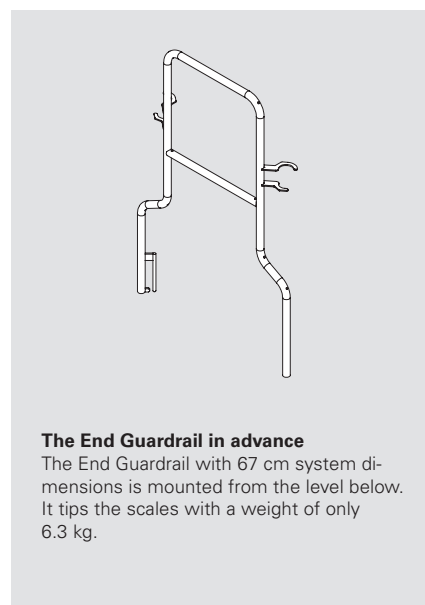 The End Guardrail in advance
The End Guardrail with 67 cm system di-
mensions is mounted from the level below.
It tips the scales with a weight of only
6.3 kg.